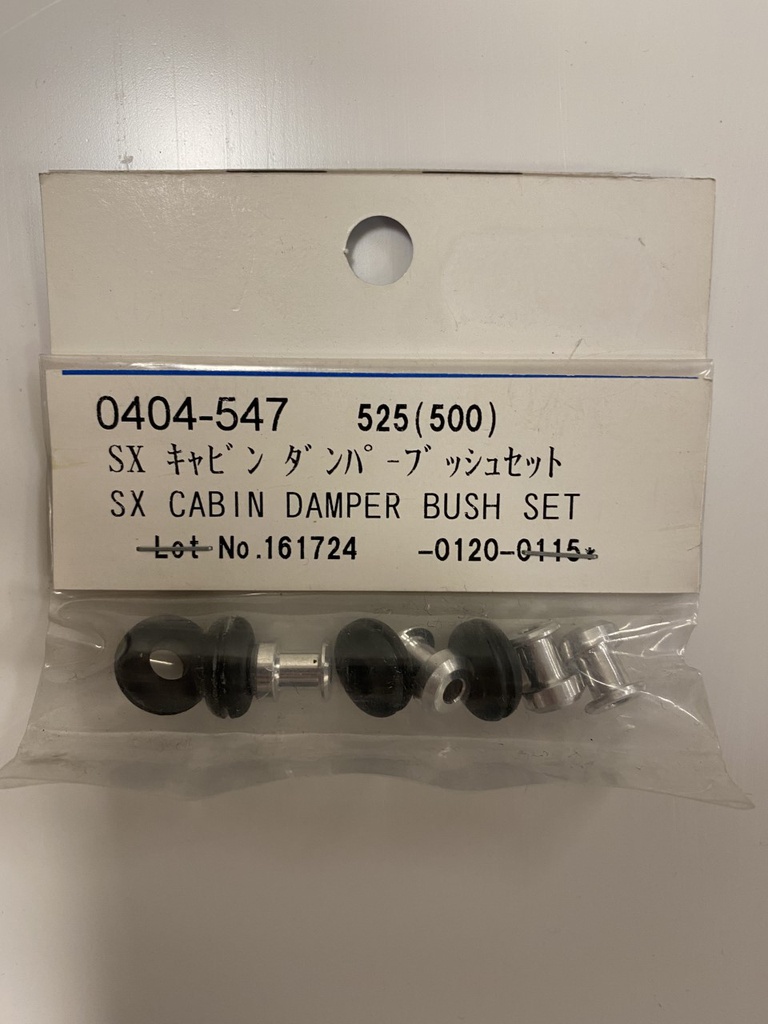 0404-547 525(500)
SX ｷｬﾋﾞﾝ ﾀﾞﾝﾊﾟｰﾌﾞｯｼｭｾｯﾄ
SX CABIN DAMPER BUSH SET
Lot No.161724 -0120-0115*